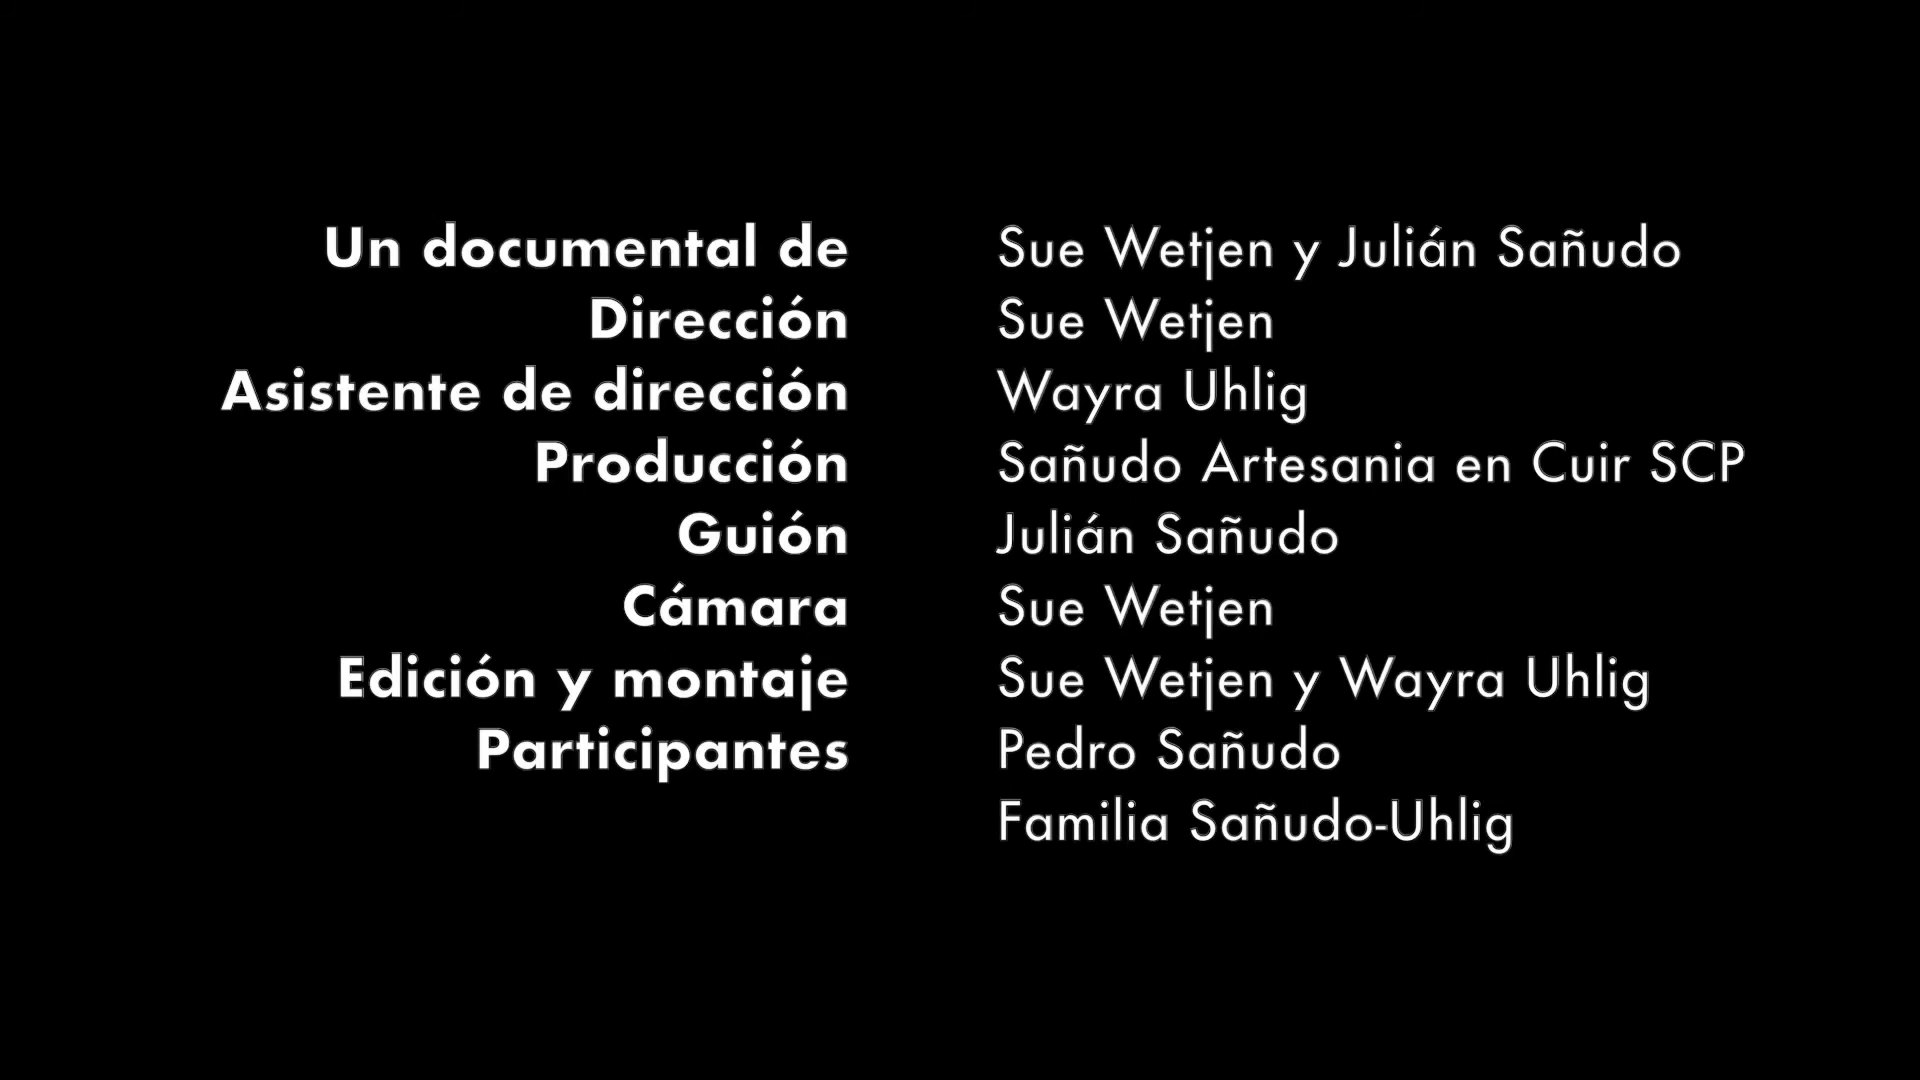 Un documental de Sue Wetjen y Julián Sañudo
Dirección Sue Wetjen
Asistente de dirección Wayra Uhlig
Producción Sañudo Artesania en Cuir SCP
Guión Julián Sañudo
Cámara Sue Wetjen
Edición y montaje Sue Wetjen y Wayra Uhlig
Participantes Pedro Sañudo
Familia Sañudo-Uhlig